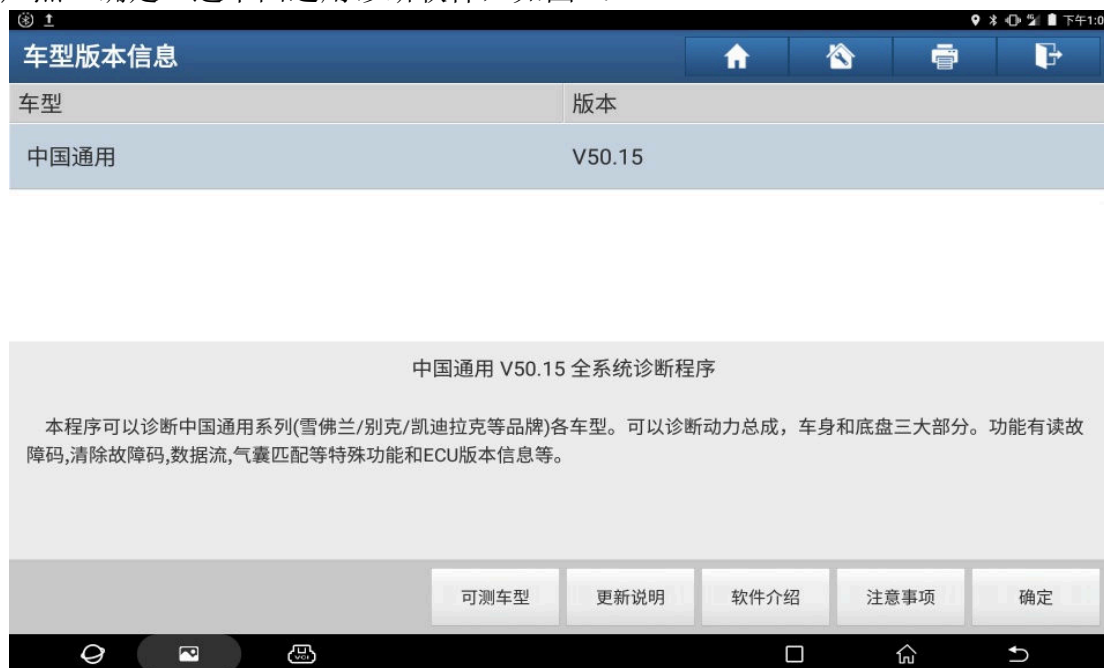 下午1:0
车型版本信息
车型 版本
中国通用 V50.15
中国通用 V50.15 全系统诊断程序
本程序可以诊断中国通用系列(雪佛兰/别克/凯迪拉克等品牌)各车型。可以诊断动力总成，车身和底盘三大部分。功能有读故
障码,清除故障码,数据流,气囊匹配等特殊功能和ECU版本信息等。
可测车型 更新说明 软件介绍 注意事项 确定
VCI